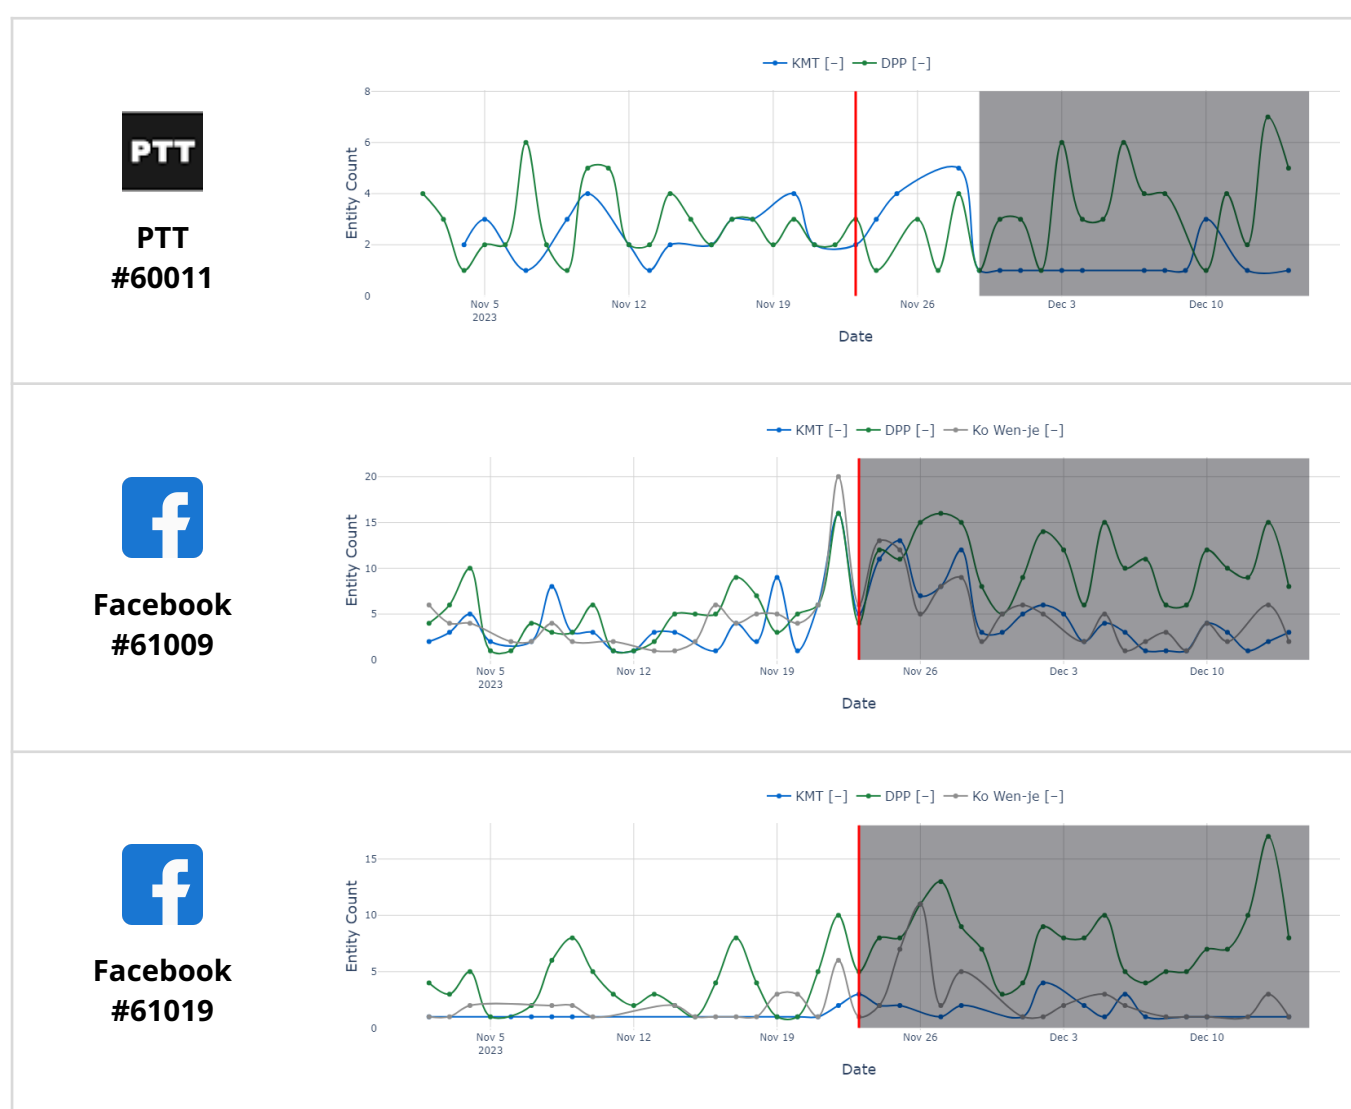 PTT
PTT
#60011
KMT [−] DPP [−]
Entity Count
8
6
4
2
0
Nov 5
2023
Nov 12
Nov 19
Nov 26
Dec 3
Dec 10
Date
Facebook
#61009
KMT [−] DPP [−] Ko Wen-je [−]
Entity Count
20
15
10
5
0
Nov 5
2023
Nov 12
Nov 19
Nov 26
Dec 3
Dec 10
Date
Facebook
#61019
KMT [−] DPP [−] Ko Wen-je [−]
Entity Count
15
10
5
0
Nov 5
2023
Nov 12
Nov 19
Nov 26
Dec 3
Dec 10
Date